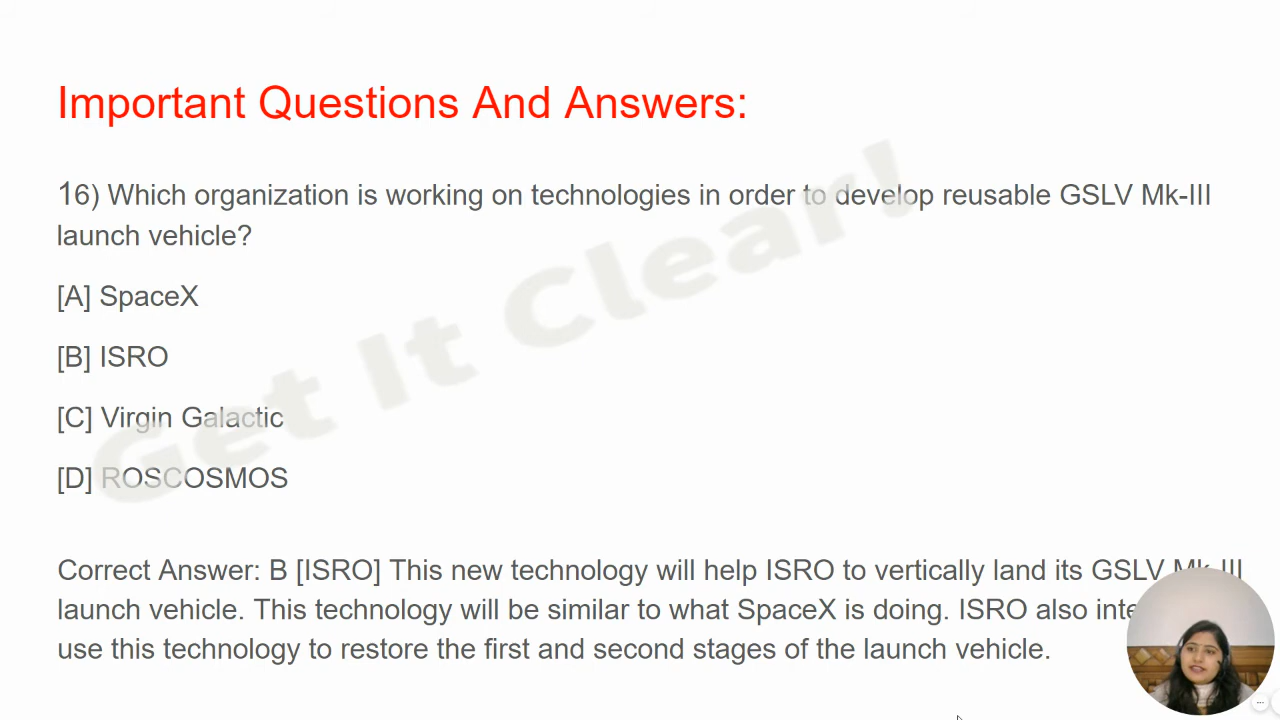 Important Questions And Answers:
16) Which organization is working on technologies in order to develop reusable GSLV Mk-III
launch vehicle?
[A] SpaceX
[B] ISRO
[C] Virgin Galactic
[D] ROSCOSMOS
Get It Clear!
Correct Answer: B [ISRO] This new technology will help ISRO to vertically land its GSLV Mk-III
launch vehicle. This technology will be similar to what SpaceX is doing. ISRO also
use this technology to restore the first and second stages of the launch vehicle.